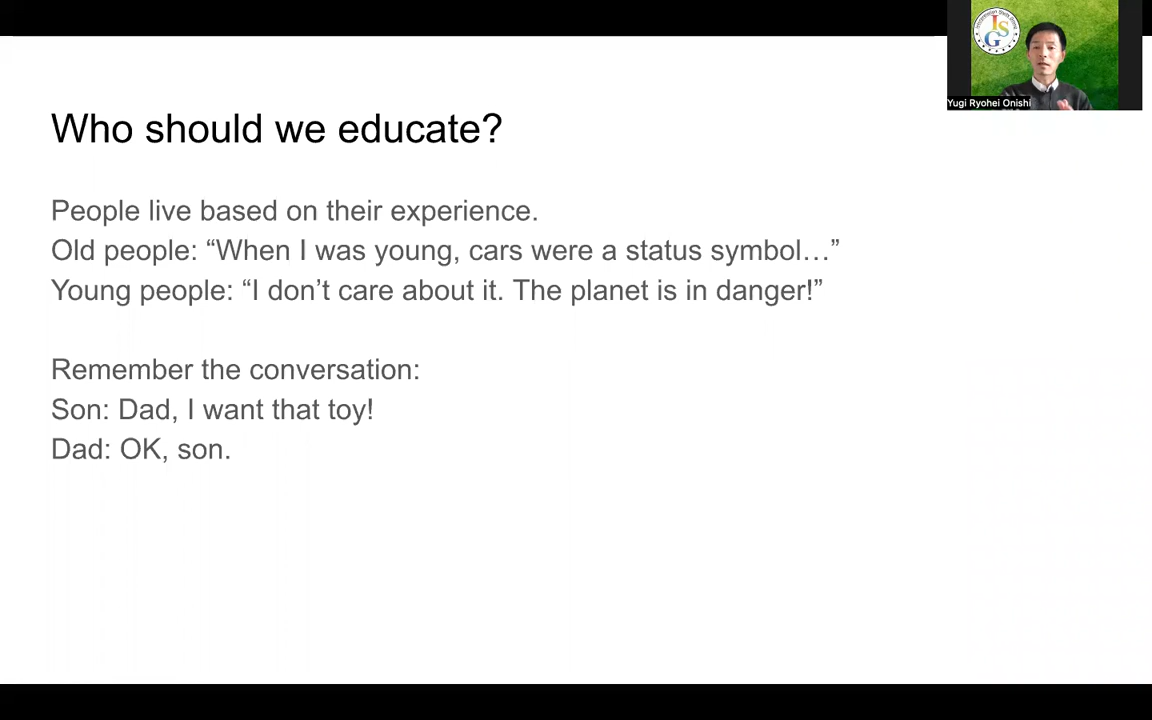 Who should we educate?
People live based on their experience.
Old people: “When I was young, cars were a status symbol…”
Young people: “I don’t care about it. The planet is in danger!”
Remember the conversation:
Son: Dad, I want that toy!
Dad: OK, son.
ISG
Yugi Ryohei Onishi